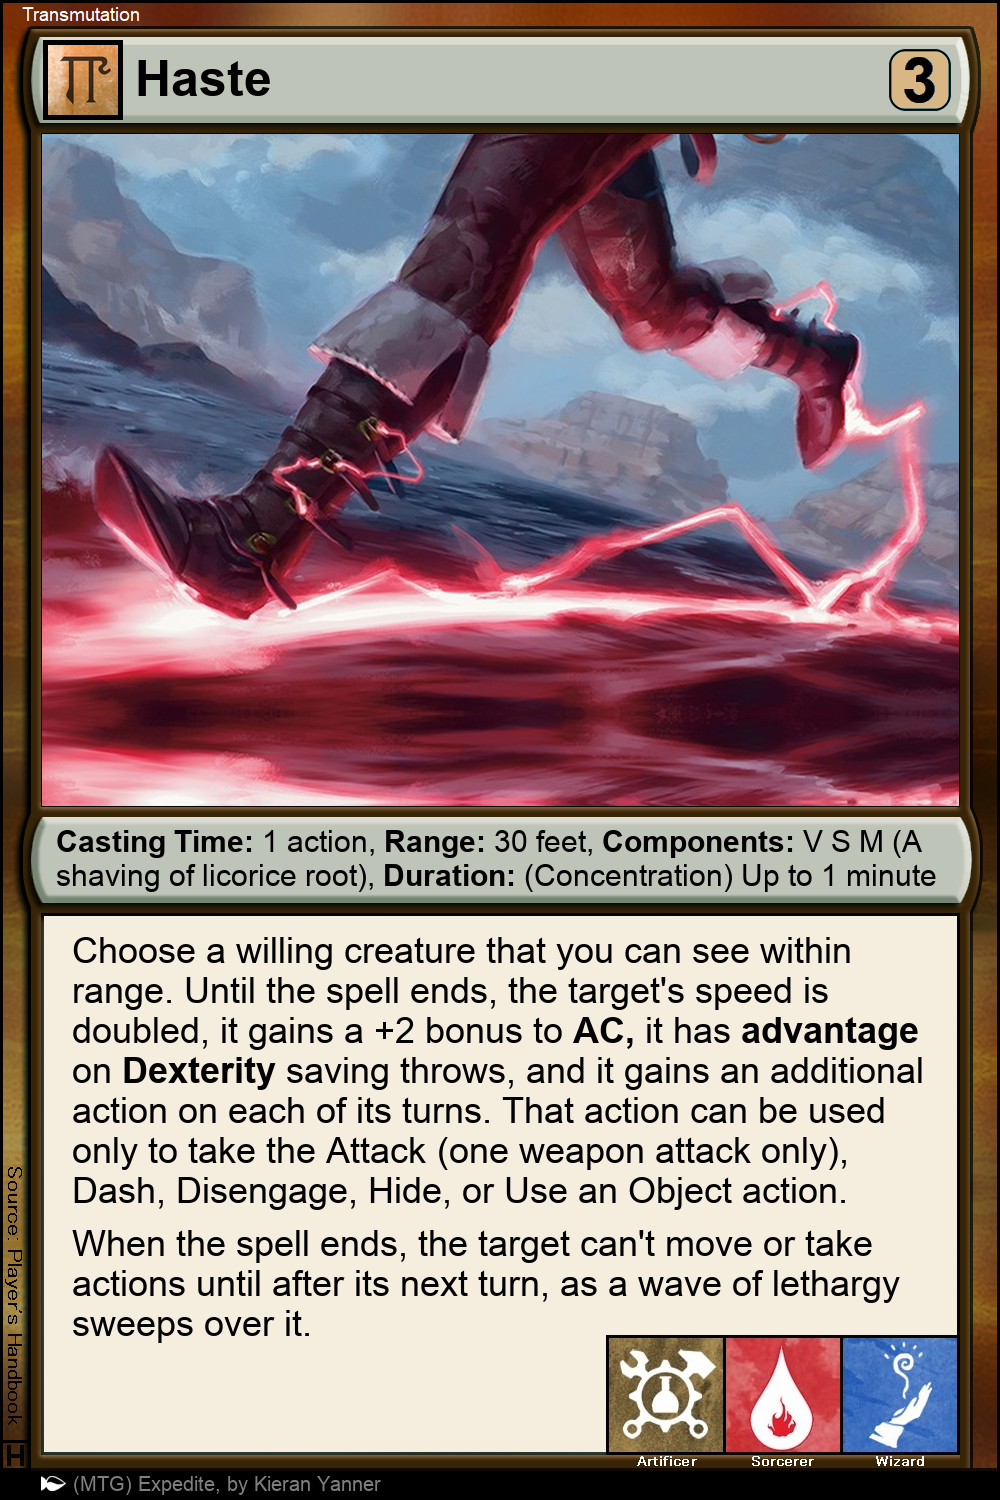 Transmutation
Haste
3
Casting Time: 1 action, Range: 30 feet, Components: V S M (A
shaving of licorice root), Duration: (Concentration) Up to 1 minute
Choose a willing creature that you can see within
range. Until the spell ends, the target's speed is
doubled, it gains a +2 bonus to AC, it has advantage
on Dexterity saving throws, and it gains an additional
action on each of its turns. That action can be used
only to take the Attack (one weapon attack only),
Dash, Disengage, Hide, or Use an Object action.
When the spell ends, the target can't move or take
actions until after its next turn, as a wave of lethargy
sweeps over it.
Source: Player's Handbook
H
Artificer
Sorcerer
Wizard
(MTG) Expedite, by Kieran Yanner